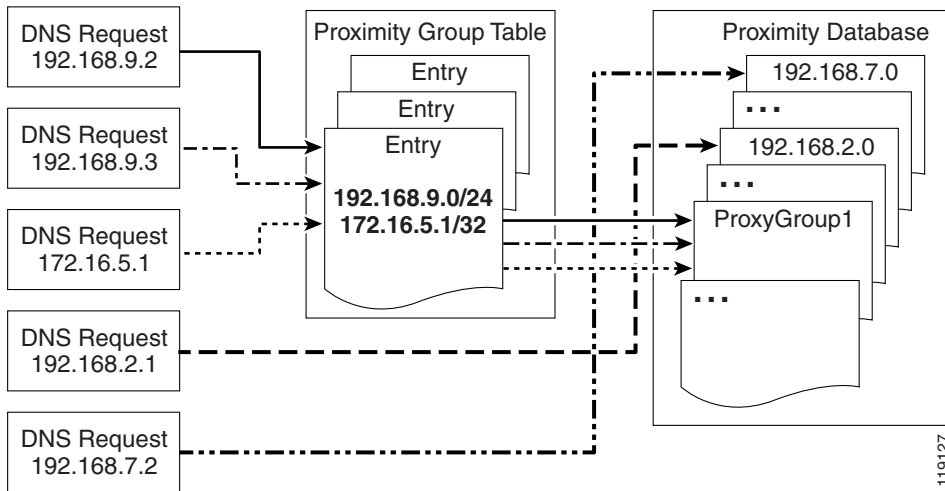 DNS Request
192.168.9.2
DNS Request
192.168.9.3
DNS Request
172.16.5.1
DNS Request
192.168.2.1
DNS Request
192.168.7.2
Proximity Group Table
Entry
Entry
Entry
192.168.9.0/24
172.16.5.1/32
Proximity Database
192.168.7.0
...
192.168.2.0
...
ProxyGroup1
...
119127